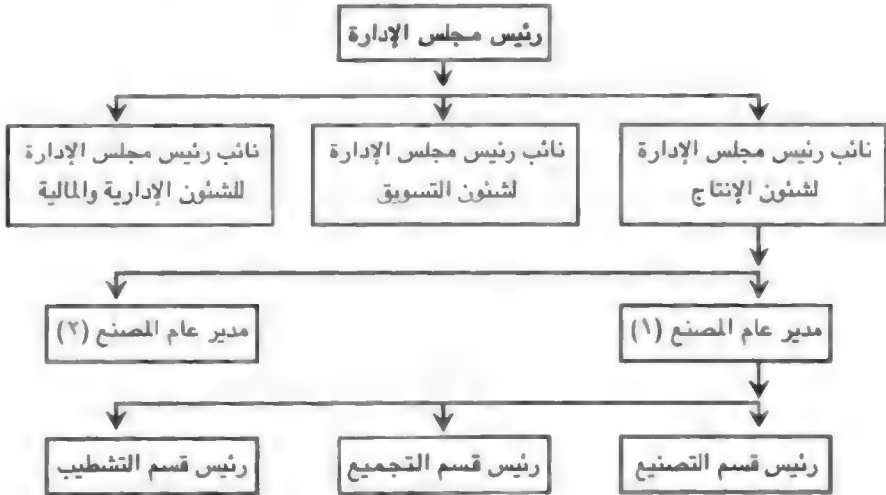 رئيس مجلس الإدارة
نائب رئيس مجلس الإدارة
لشئون الإنتاج
نائب رئيس مجلس الإدارة
لشئون التسويق
نائب رئيس مجلس الإدارة
للشئون الإدارية والمالية
مدير عام المصنع (١)
مدير عام المصنع (٢)
رئيس قسم التصنيع
رئيس قسم التجميع
رئيس قسم التشطيب